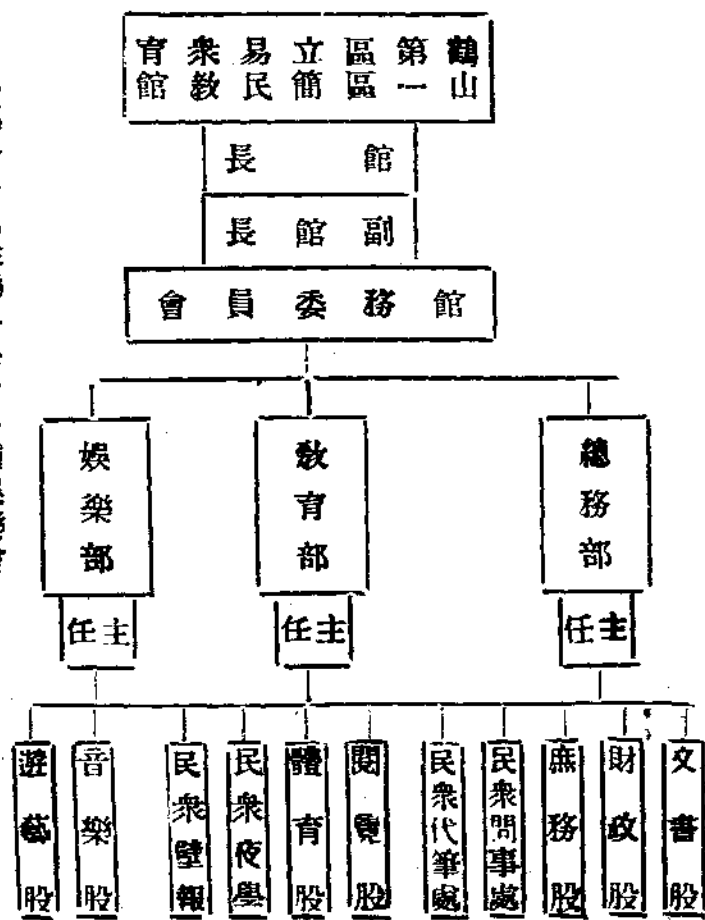 鶴山第一區區立簡易民衆教育館
館長
副館長
館務委員會
總務部
教育部
娛樂部
主任
主任
主任
文書股
財政股
庶務股
民衆問事處
民衆代筆處
閱覽股
體育股
民衆夜學
民衆壁報
音樂股
遊藝股